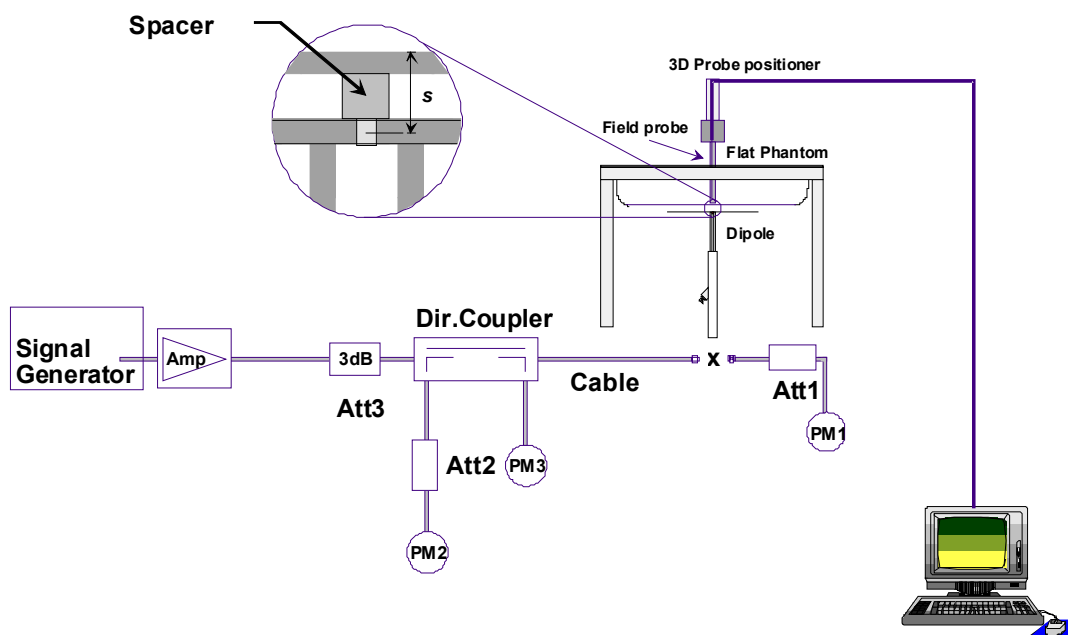 Spacer
s
3D Probe positioner
Field probe
Flat Phantom
Dipole
Signal
Generator
Amp
3dB
Att3
Dir.Coupler
Cable
x
Att1
PM1
Att2
PM3
PM2